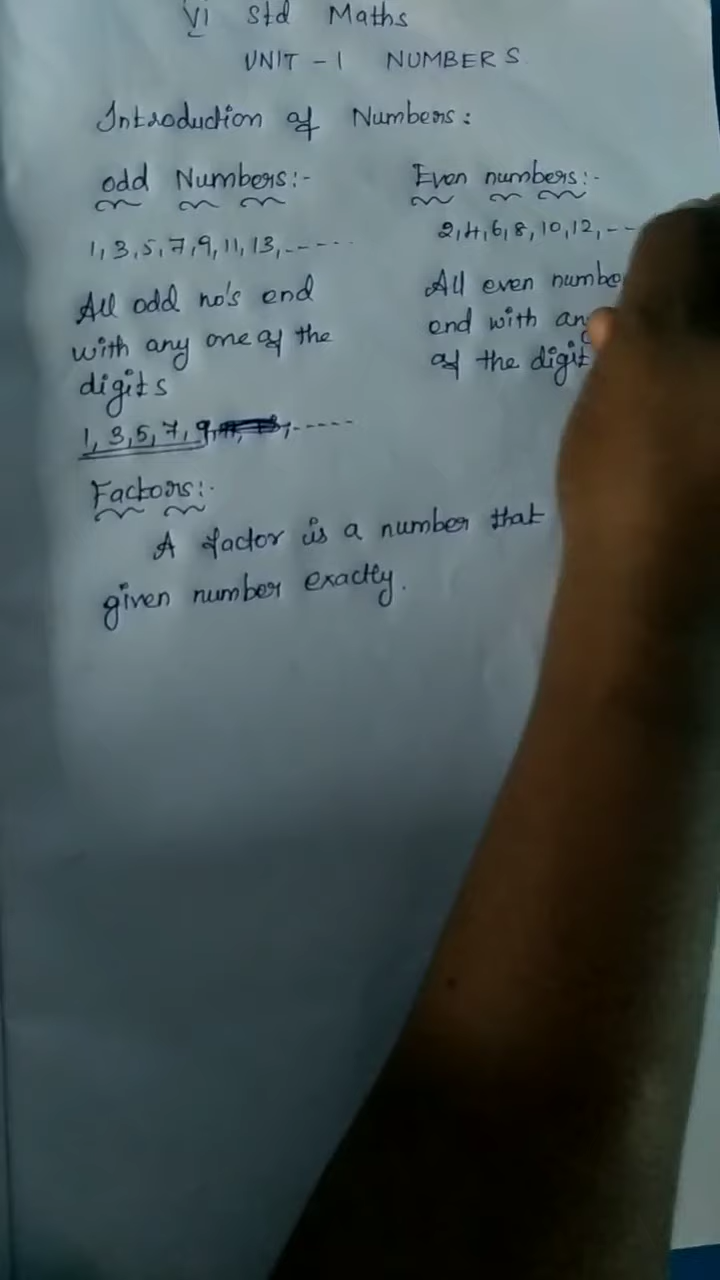 VI Std Maths
UNIT - 1 NUMBERS
Introduction of Numbers:
odd Numbers:-
1, 3, 5, 7, 9, 11, 13, ------
All odd no's end
with any one of the
digits
1, 3, 5, 7, 9, -----
Even numbers:-
2, 4, 6, 8, 10, 12, --
All even numbe
end with an
of the digit
Factors:-
A factor is a number that
given number exactly.